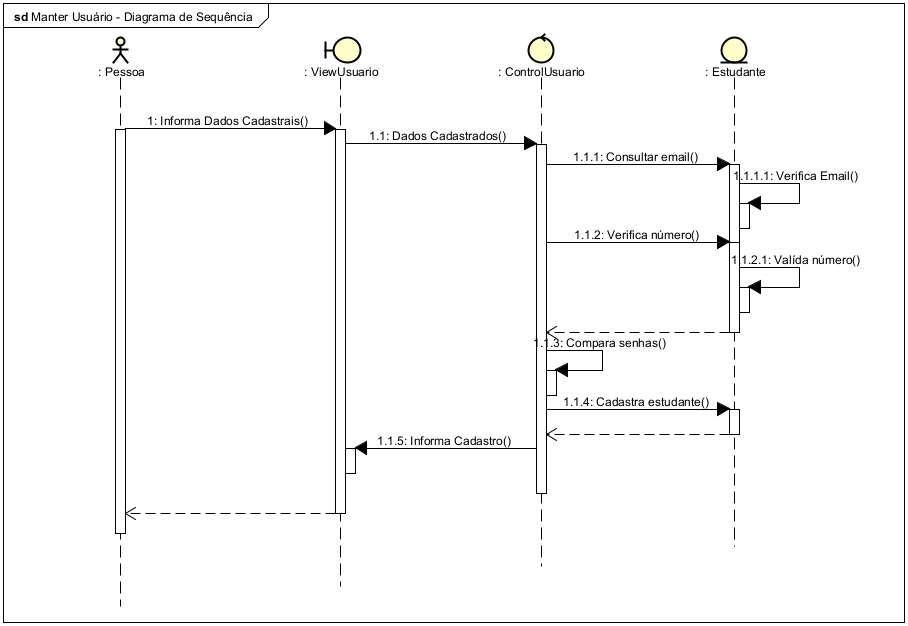 sd Manter Usuário - Diagrama de Sequência
: Pessoa
: ViewUsuario
: ControlUsuario
: Estudante
1: Informa Dados Cadastrais()
1.1: Dados Cadastrados()
1.1.1: Consultar email()
1.1.1.1: Verifica Email()
1.1.2: Verifica número()
1.1.2.1: Valída número()
1.1.3: Compara senhas()
1.1.4: Cadastra estudante()
1.1.5: Informa Cadastro()